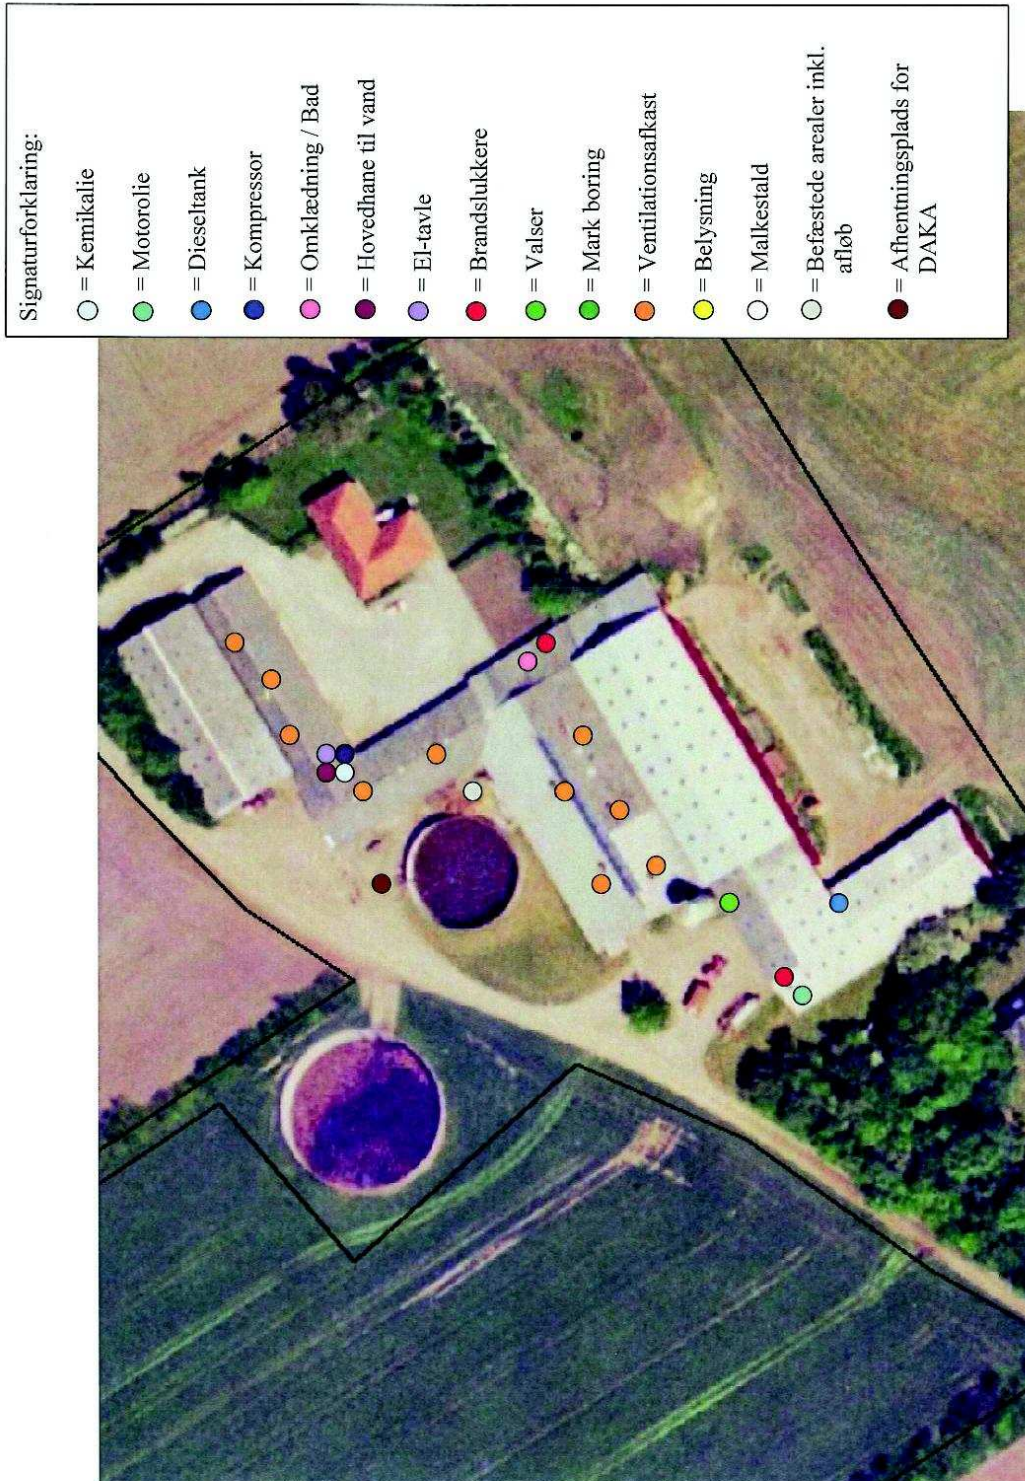 Signaturforklaring:
= Kemikalie
= Motorolie
= Dieseltank
= Kompressor
= Omklædning / Bad
= Hovedhane til vand
= El-tavle
= Brandslukkere
= Valser
= Mark boring
= Ventilationsafkast
= Belysning
= Malkestald
= Befæstede arealer inkl.
afløb
= Afhentningsplads for
DAKA